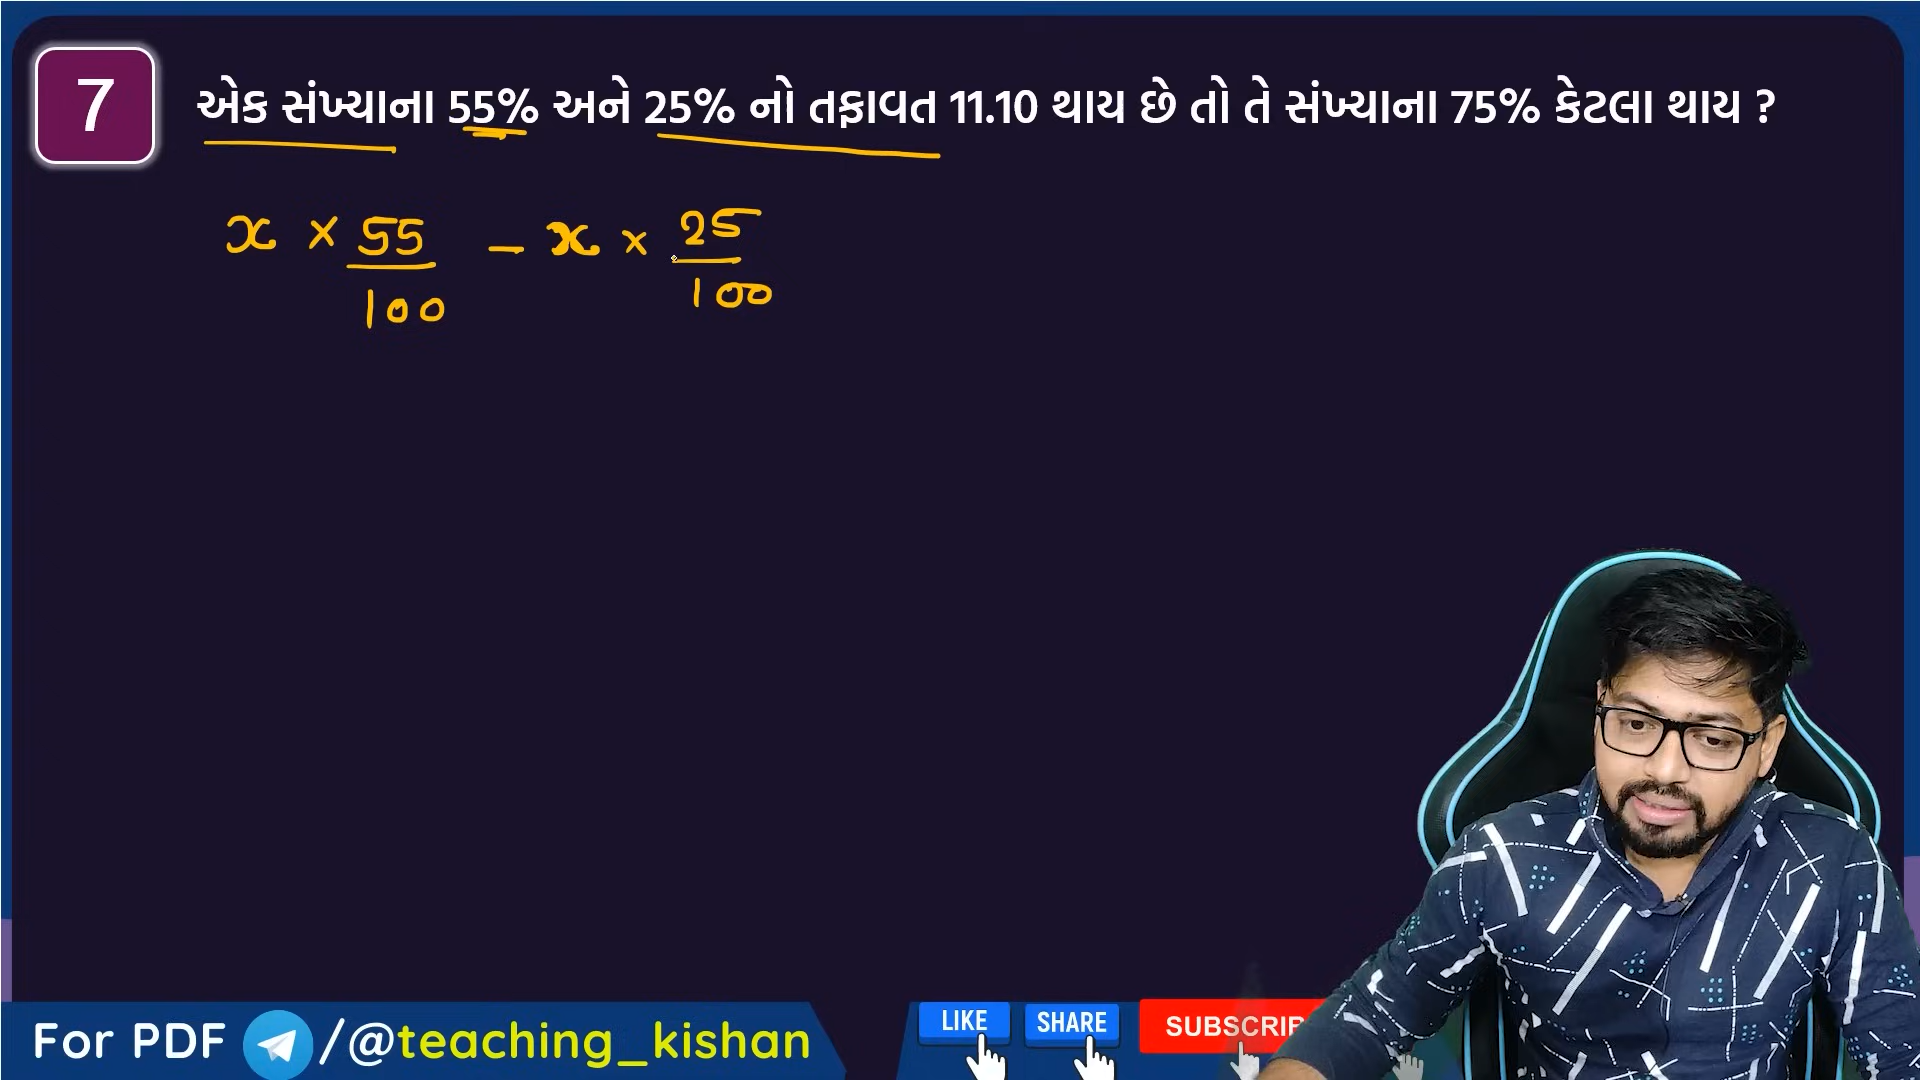 7
એક સંખ્યાના 55% અને 25% નો તફાવત 11.10 થાય છે તો તે સંખ્યાના 75% કેટલા થાય ?
x × 55/100 - x × 25/100
For PDF /@teaching_kishan
LIKE SHARE SUBSCRIB